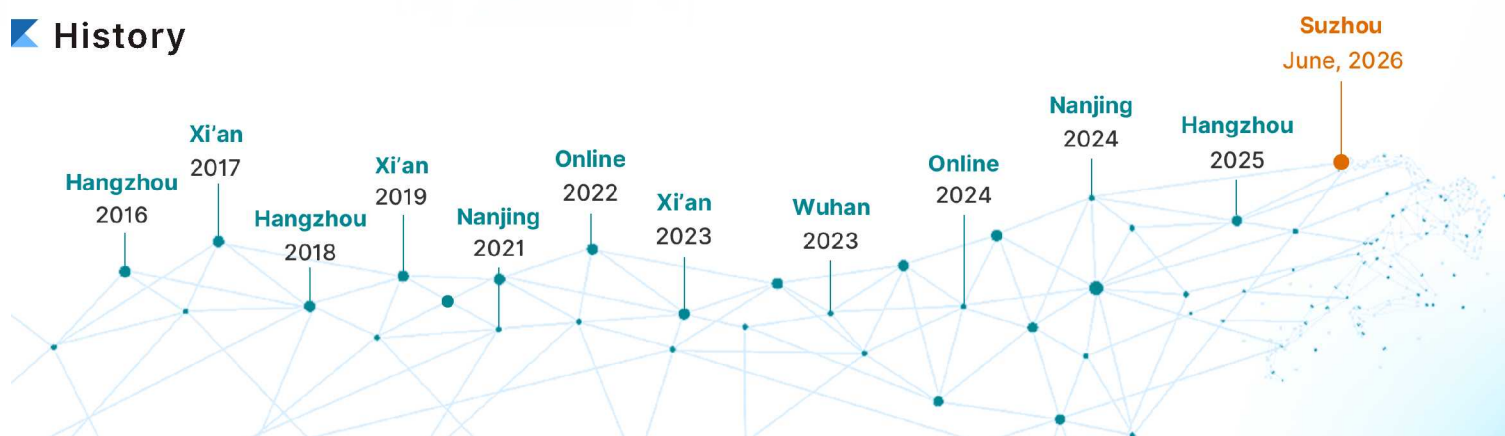 History
Hangzhou
2016
Xi’an
2017
Hangzhou
2018
Xi’an
2019
Nanjing
2021
Online
2022
Xi’an
2023
Wuhan
2023
Online
2024
Nanjing
2024
Hangzhou
2025
Suzhou
June, 2026